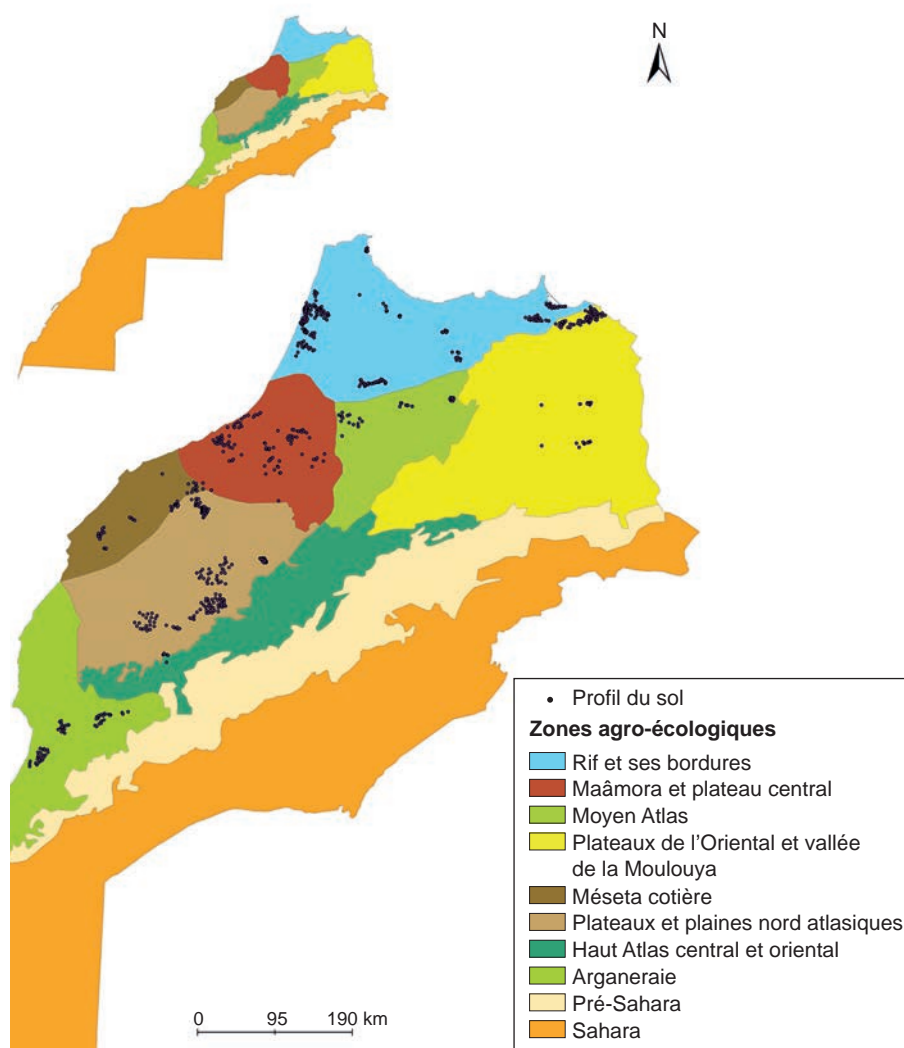 N
• Profil du sol
Zones agro-écologiques
Rif et ses bordures
Maâmora et plateau central
Moyen Atlas
Plateaux de l'Oriental et vallée
de la Moulouya
Méseta cotière
Plateaux et plaines nord atlasiques
Haut Atlas central et oriental
Arganeraie
Pré-Sahara
Sahara
0 95 190 km